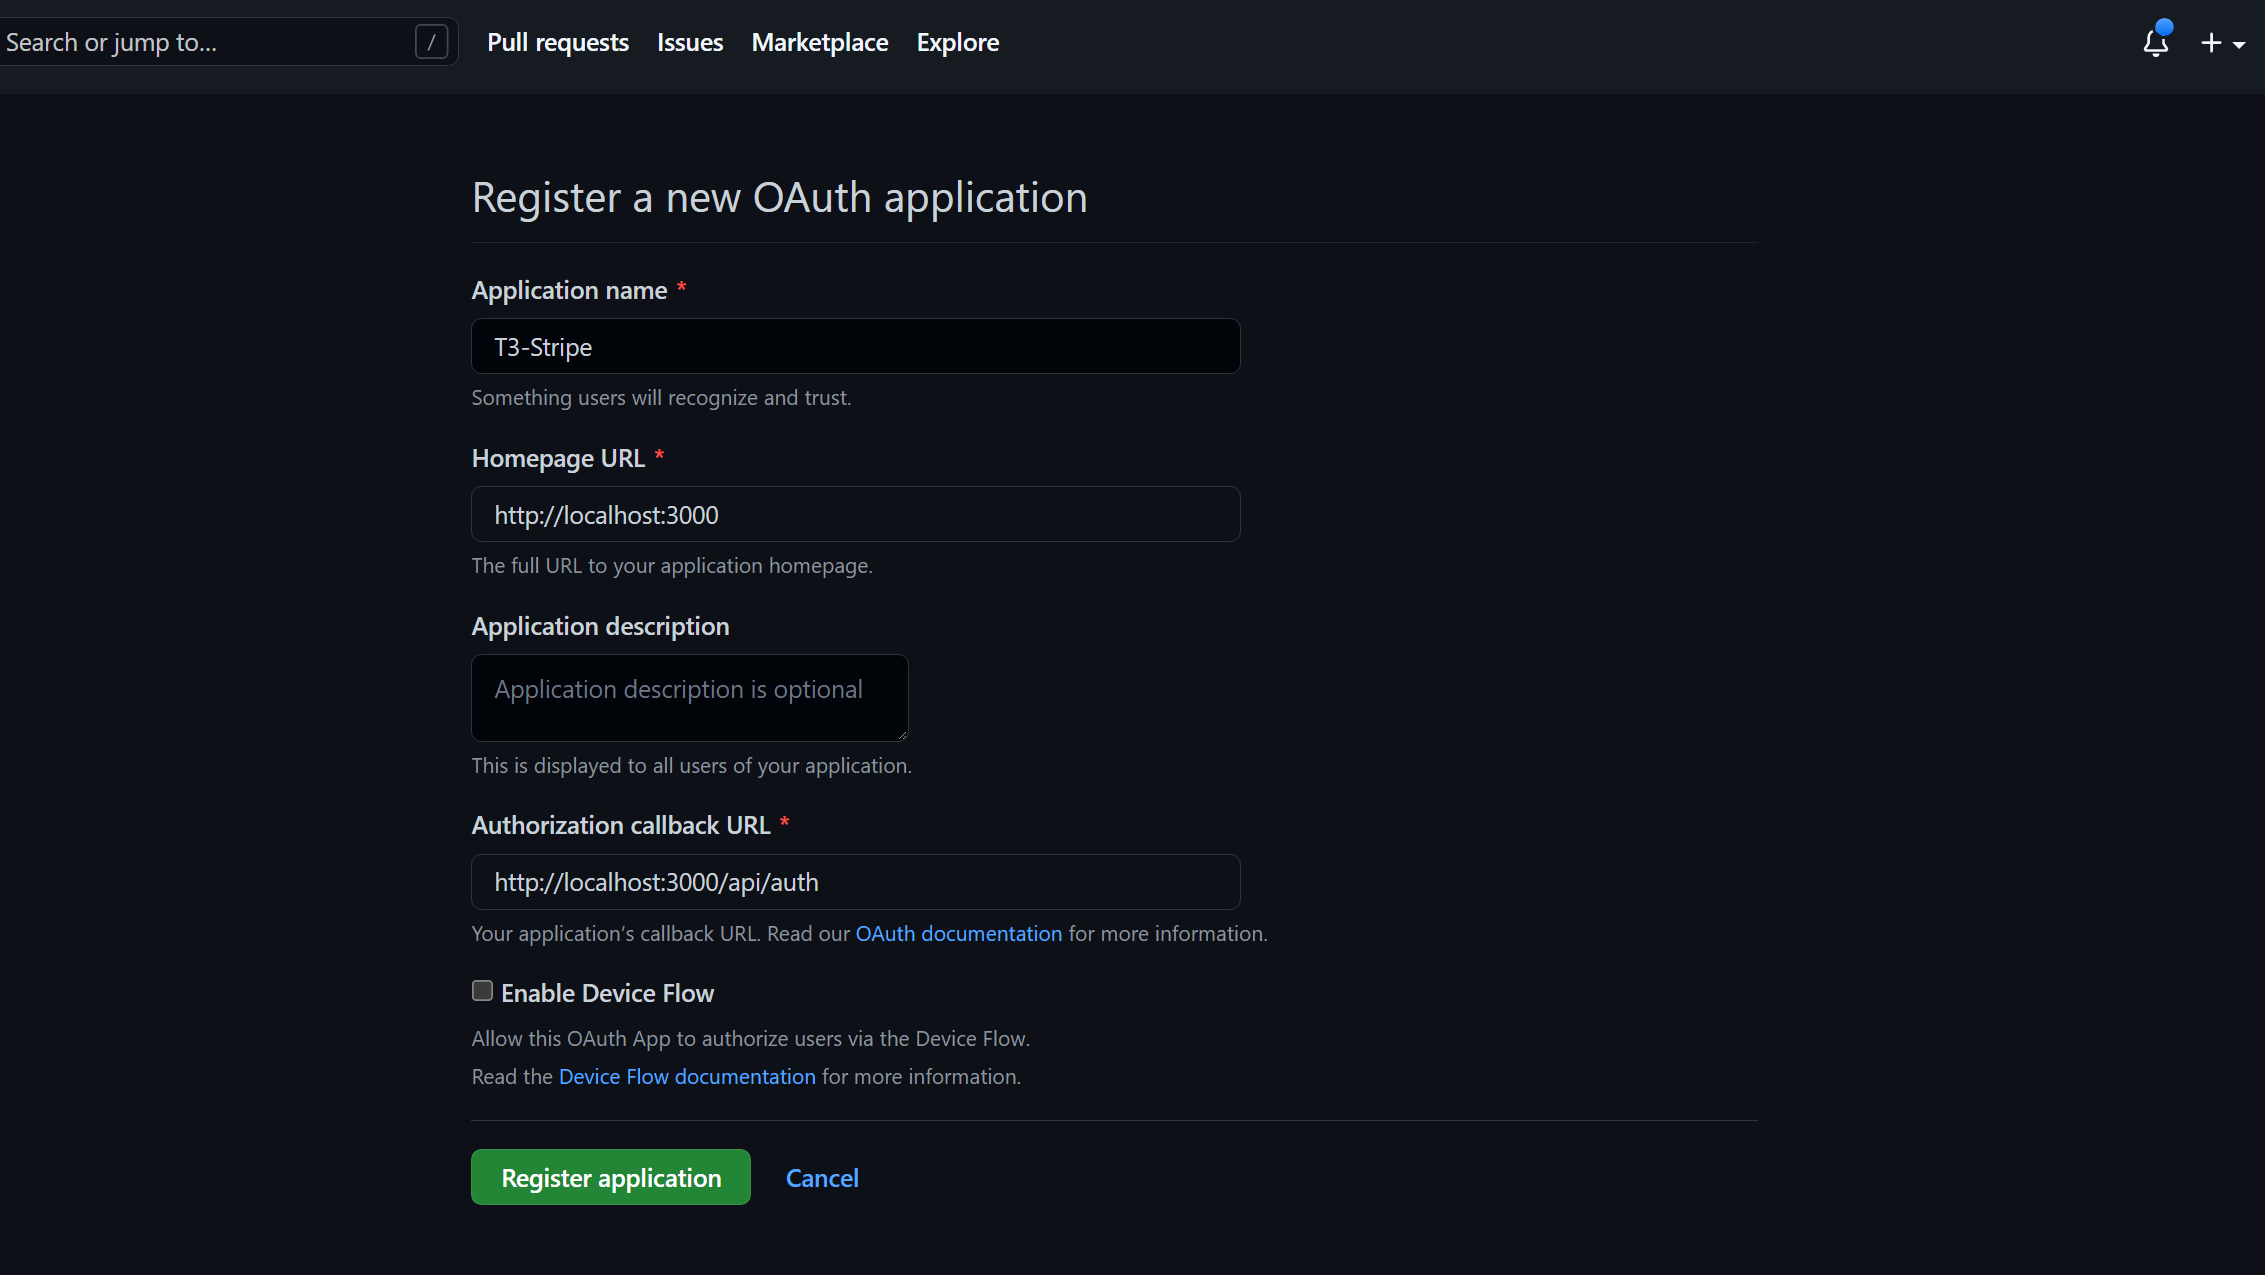 Search or jump to...
/
Pull requests
Issues
Marketplace
Explore
Register a new OAuth application
Application name *
T3-Stripe
Something users will recognize and trust.
Homepage URL *
http://localhost:3000
The full URL to your application homepage.
Application description
Application description is optional
This is displayed to all users of your application.
Authorization callback URL *
http://localhost:3000/api/auth
Your application’s callback URL. Read our OAuth documentation for more information.
Enable Device Flow
Allow this OAuth App to authorize users via the Device Flow.
Read the Device Flow documentation for more information.
Register application
Cancel